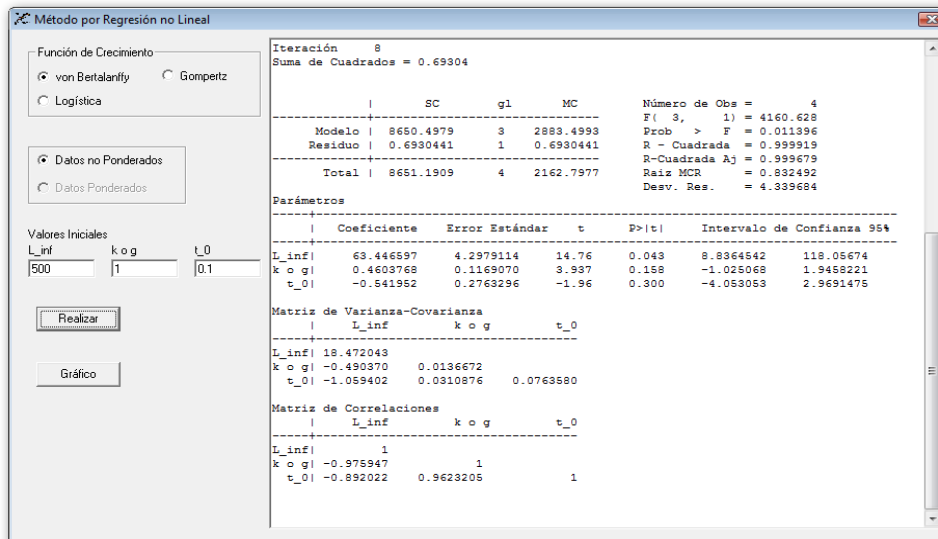 Método por Regresión no Lineal
Función de Crecimiento
von Bertalanffy Gompertz
Logística
Datos no Ponderados
Datos Ponderados
Valores Iniciales
L_inf k o g t_0
500 1 0.1
Realizar
Gráfico
Iteración 8
Suma de Cuadrados = 0.69304
| SC gl MC Número de Obs = 4
F( 3, 1) = 4160.628
Modelo | 8650.4979 3 2883.4993 Prob > F = 0.011396
Residuo | 0.6930441 1 0.6930441 R - Cuadrada = 0.999919
R-Cuadrada Aj = 0.999679
Total | 8651.1909 4 2162.7977 Raiz MCR = 0.832492
Desv. Res. = 4.339684
Parámetros
| Coeficiente Error Estándar t P>|t| Intervalo de Confianza 95%
L_inf| 63.446597 4.2979114 14.76 0.043 8.8364542 118.05674
k o g| 0.4603768 0.1169070 3.937 0.158 -1.025068 1.9458221
t_0| -0.541952 0.2763296 -1.96 0.300 -4.053053 2.9691475
Matriz de Varianza-Covarianza
| L_inf k o g t_0
L_inf| 18.472043
k o g| -0.490370 0.0136672
t_0| -1.059402 0.0310876 0.0763580
Matriz de Correlaciones
| L_inf k o g t_0
L_inf| 1
k o g| -0.975947 1
t_0| -0.892022 0.9623205 1